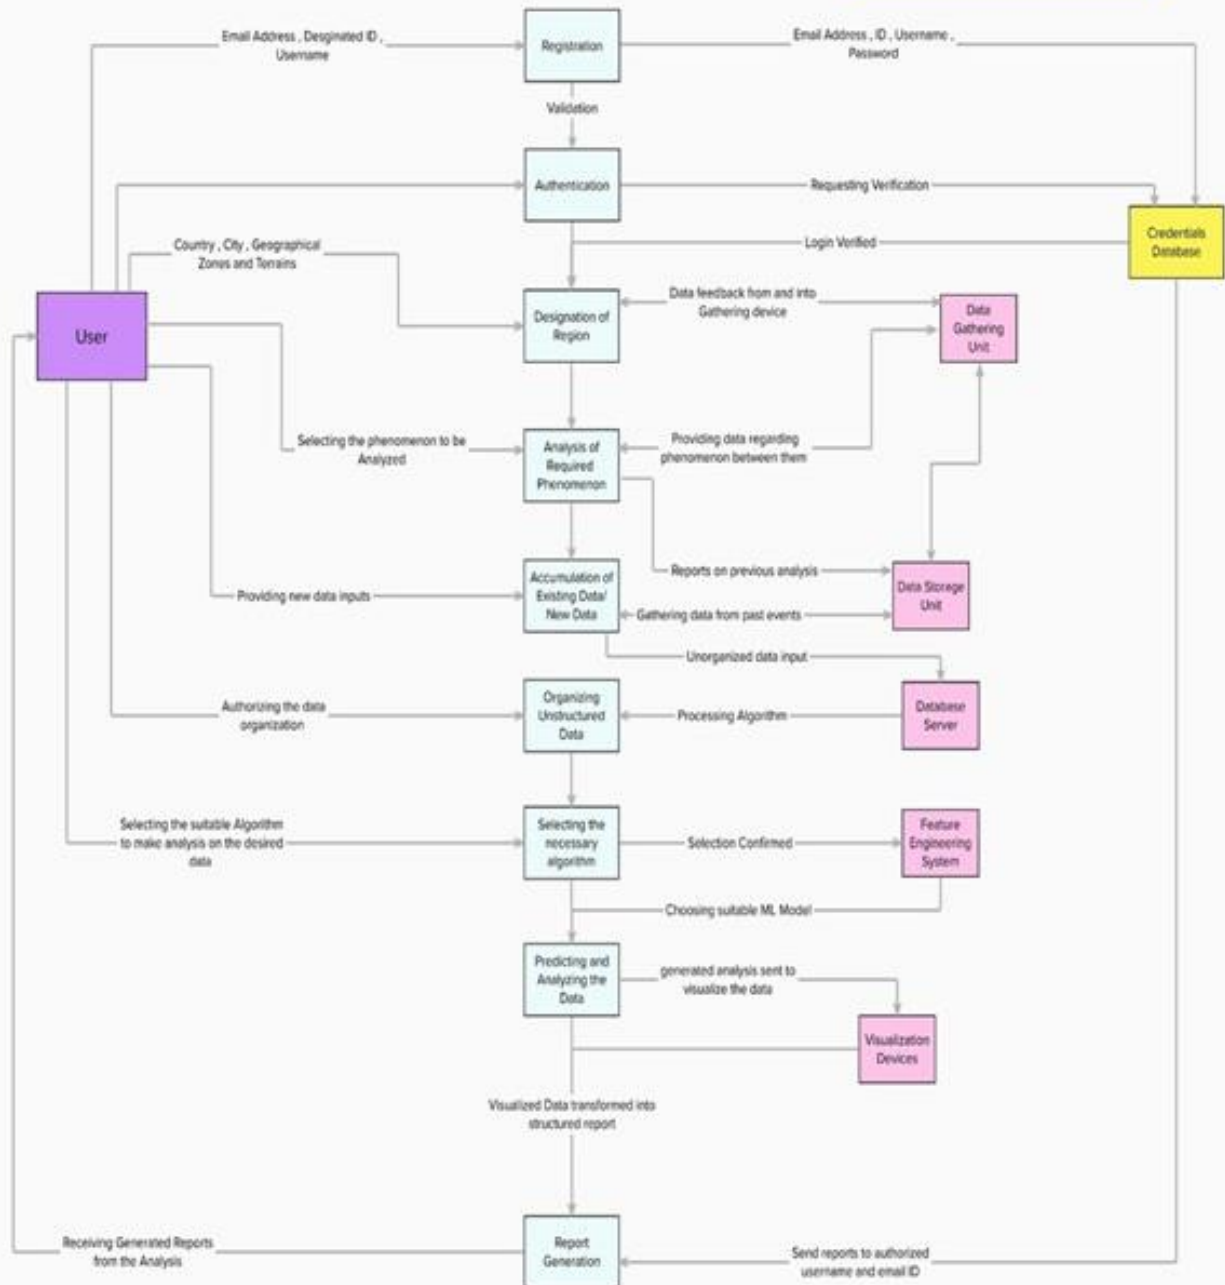 Email Address , Desginated ID ,
Username
Registration
Email Address , ID , Username ,
Password
Validation
Authentication
Requesting Verification
Credentials
Database
Login Verified
Country , City , Geographical
Zones and Terrains
User
Designation of
Region
Data feedback from and into
Gathering device
Data
Gathering
Unit
Selecting the phenomenon to be
Analyzed
Analysis of
Required
Phenomenon
Providing data regarding
phenomenon between them
Reports on previous analysis
Providing new data inputs
Accumulation of
Existing Data/
New Data
Gathering data from past events
Data Storage
Unit
Unorganized data input
Authorizing the data
organization
Organizing
Unstructured
Data
Processing Algorithm
Database
Server
Selecting the suitable Algorithm
to make analysis on the desired
data
Selecting the
necessary
algorithm
Selection Confirmed
Feature
Engineering
System
Choosing suitable ML Model
Predicting and
Analyzing the
Data
generated analysis sent to
visualize the data
Visualization
Devices
Visualized Data transformed into
structured report
Receiving Generated Reports
from the Analysis
Report
Generation
Send reports to authorized
username and email ID